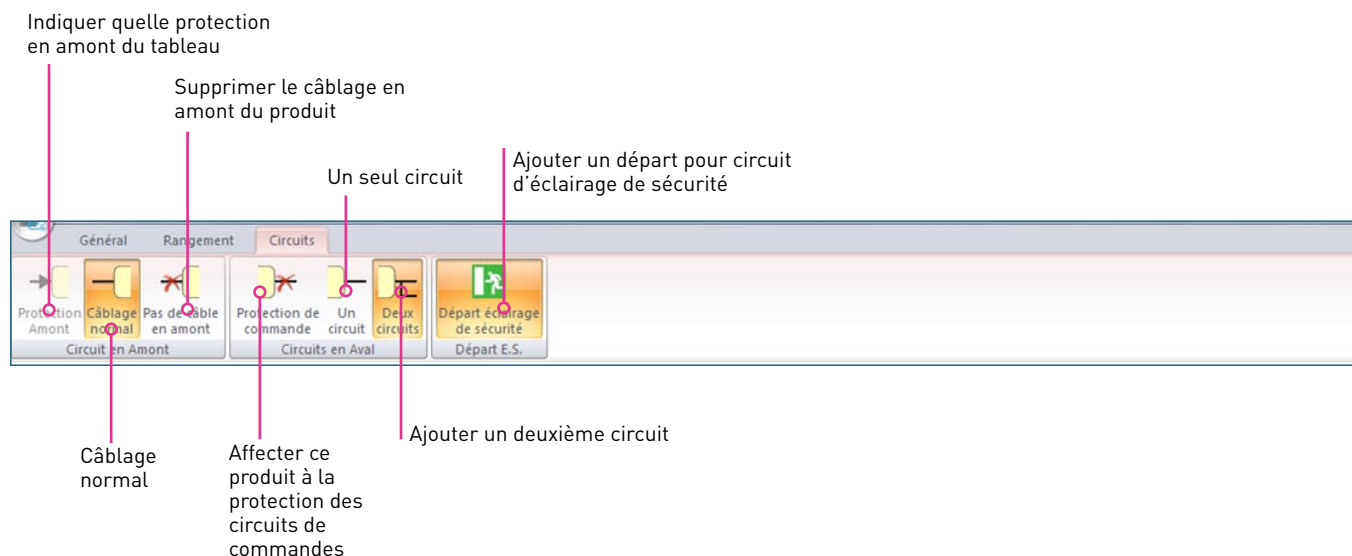 Indiquer quelle protection
en amont du tableau
Supprimer le câblage en
amont du produit
Un seul circuit
Ajouter un départ pour circuit
d'éclairage de sécurité
Général Rangement Circuits
Protection
Amont
Câblage
normal
Pas de câble
en amont
Circuit en Amont
Protection de
commande
Un
circuit
Deux
circuits
Circuits en Aval
Départ éclairage
de sécurité
Départ E.S.
Câblage
normal
Affecter ce
produit à la
protection des
circuits de
commandes
Ajouter un deuxième circuit